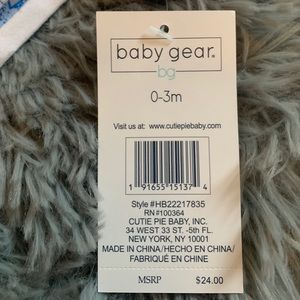 baby gear®
bg
0-3m
Visit us at: www.cutiepiebaby.com
1 91655 15137 4
Style #HB22217835
RN #100364
CUTIE PIE BABY, INC.
34 WEST 33 ST. -5th FL.
NEW YORK, NY 10001
MADE IN CHINA/HECHO EN CHINA/
FABRIQUÉ EN CHINE
MSRP $24.00